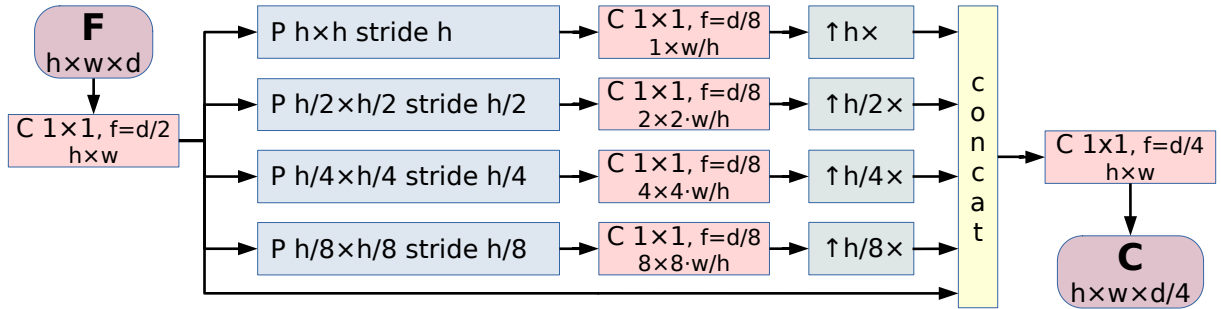 F
h×w×d
C 1×1, f=d/2
h×w
P h×h stride h
C 1×1, f=d/8
1×w/h
↑h×
P h/2×h/2 stride h/2
C 1×1, f=d/8
2×2·w/h
↑h/2×
P h/4×h/4 stride h/4
C 1×1, f=d/8
4×4·w/h
↑h/4×
P h/8×h/8 stride h/8
C 1×1, f=d/8
8×8·w/h
↑h/8×
concat
C 1x1, f=d/4
h×w
C
h×w×d/4